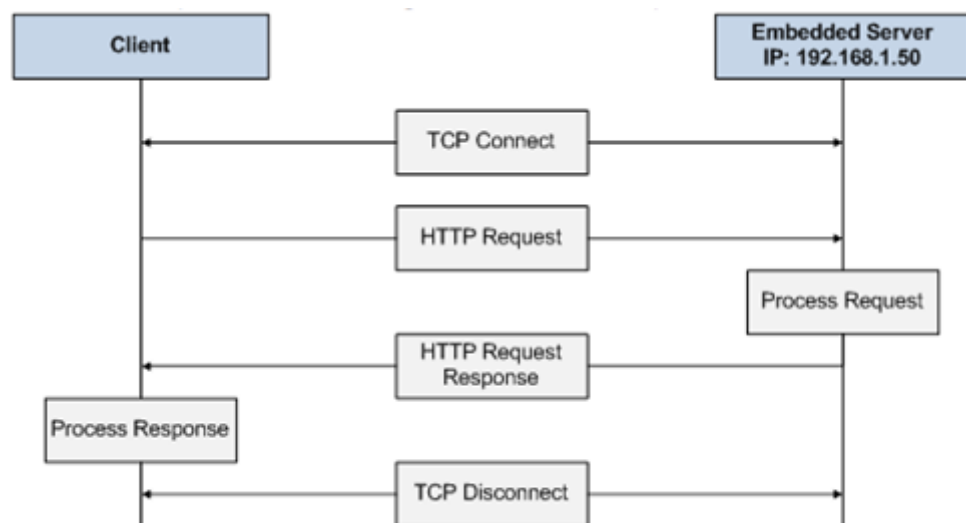 Client
Embedded Server
IP: 192.168.1.50
TCP Connect
HTTP Request
Process Request
HTTP Request
Response
Process Response
TCP Disconnect